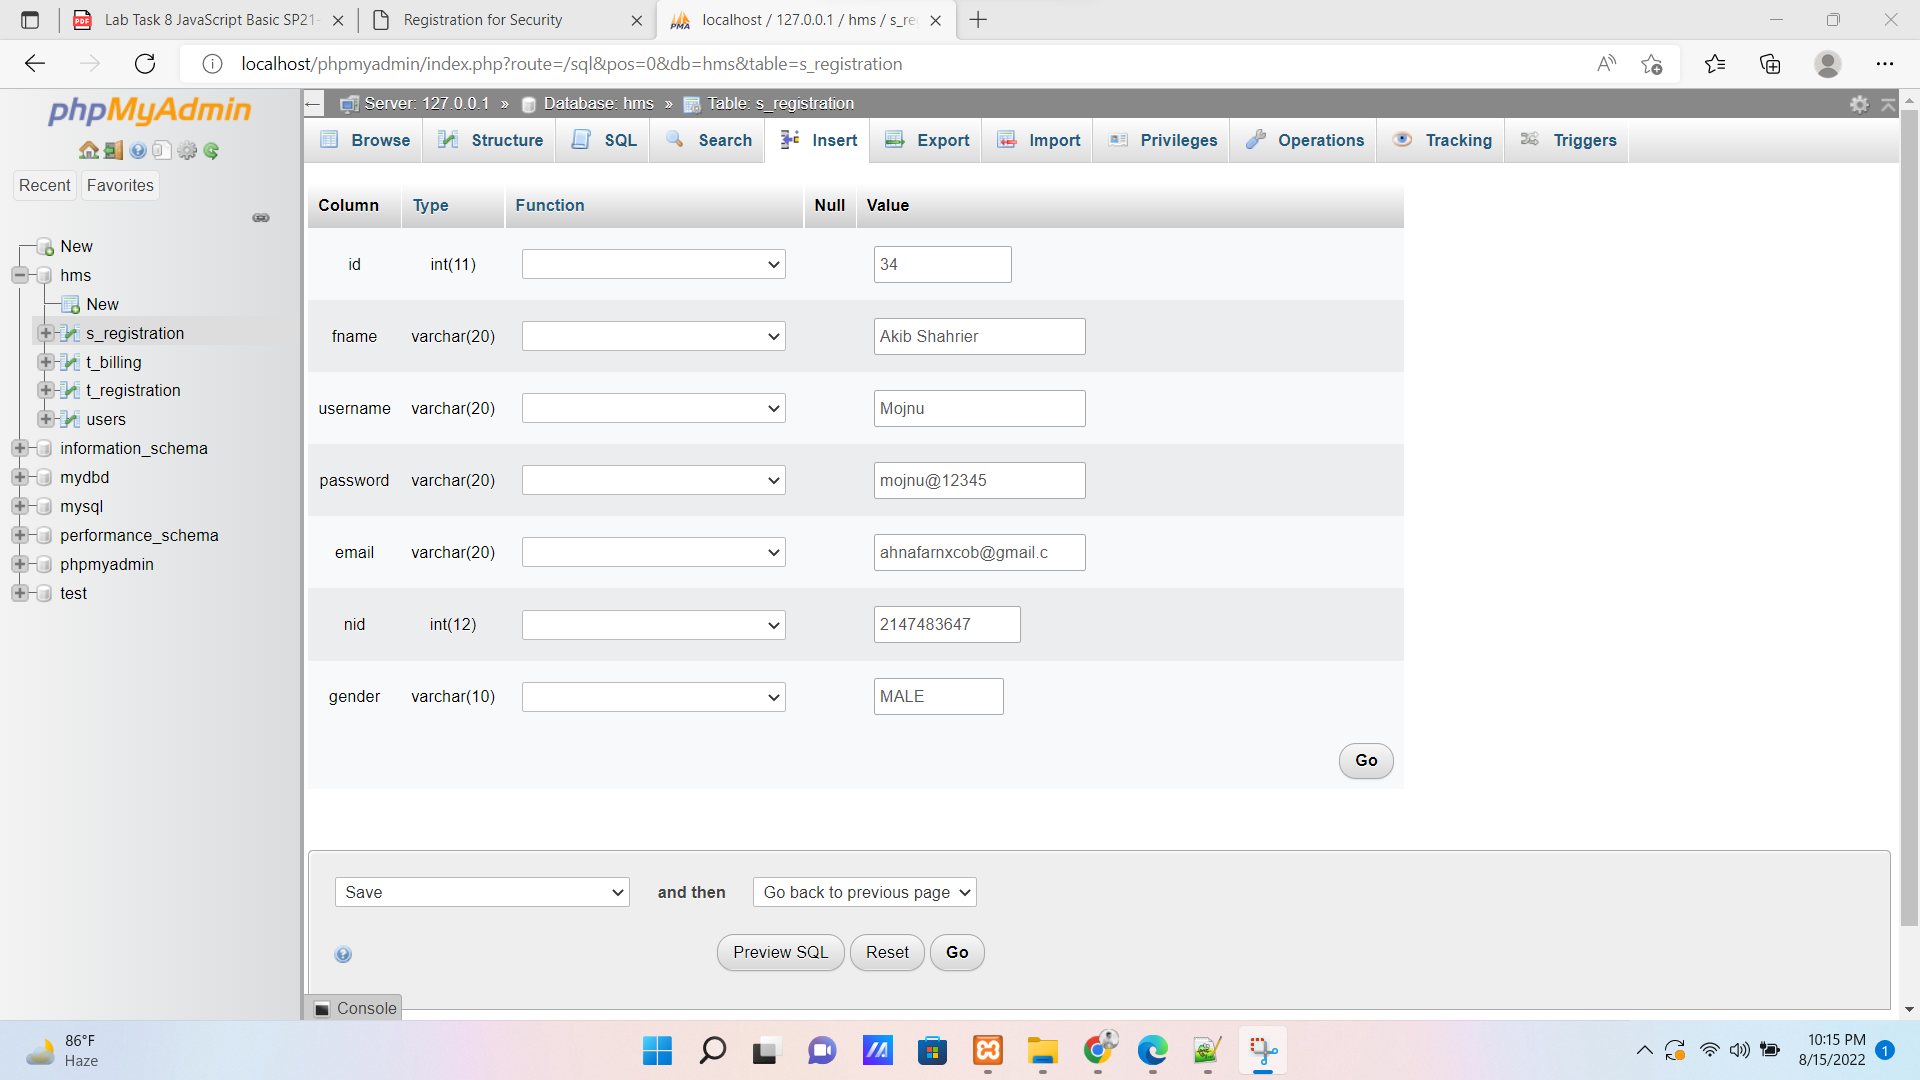 Lab Task 8 JavaScript Basic SP21-
Registration for Security
localhost / 127.0.0.1 / hms / s_re
localhost/phpmyadmin/index.php?route=/sql&pos=0&db=hms&table=s_registration
phpMyAdmin
Recent Favorites
New
hms
New
s_registration
t_billing
t_registration
users
information_schema
mydbd
mysql
performance_schema
phpmyadmin
test
Server: 127.0.0.1 » Database: hms » Table: s_registration
Browse Structure SQL Search Insert Export Import Privileges Operations Tracking Triggers
Column Type Function Null Value
id int(11) 34
fname varchar(20) Akib Shahrier
username varchar(20) Mojnu
password varchar(20) mojnu@12345
email varchar(20) ahnafarnxcob@gmail.c
nid int(12) 2147483647
gender varchar(10) MALE
Go
Save and then Go back to previous page
Preview SQL Reset Go
Console
86°F
Haze
10:15 PM
8/15/2022
1